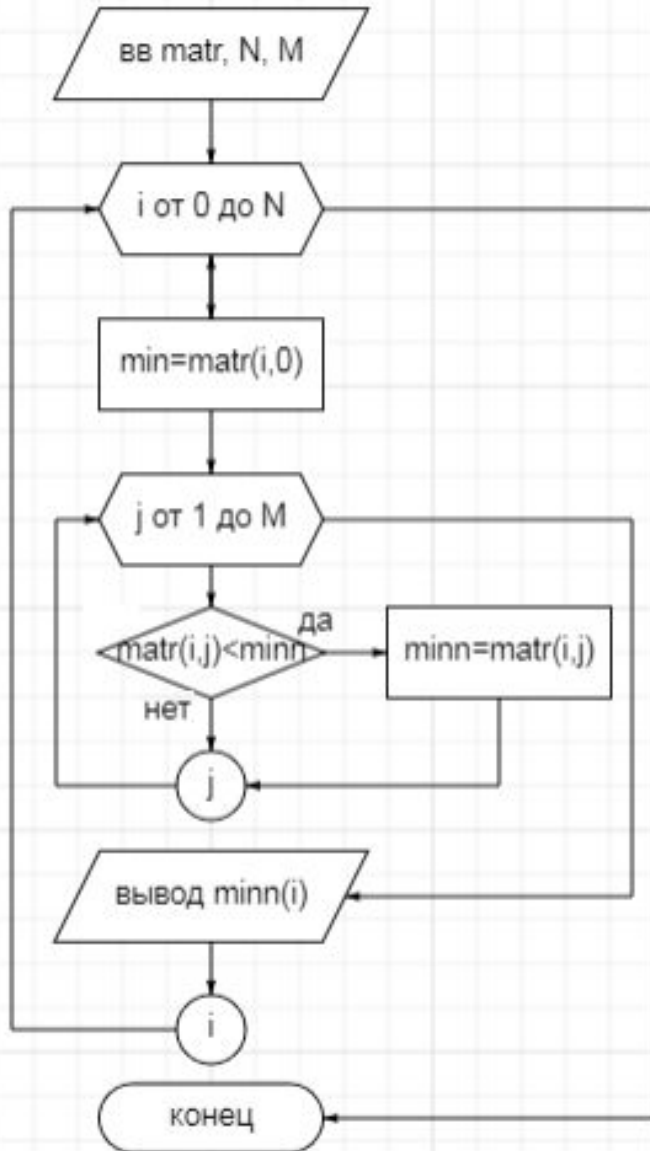 вв matr, N, M
i от 0 до N
min=matr(i,0)
j от 1 до M
да
matr(i,j)<minn
minn=matr(i,j)
нет
j
вывод minn(i)
i
конец